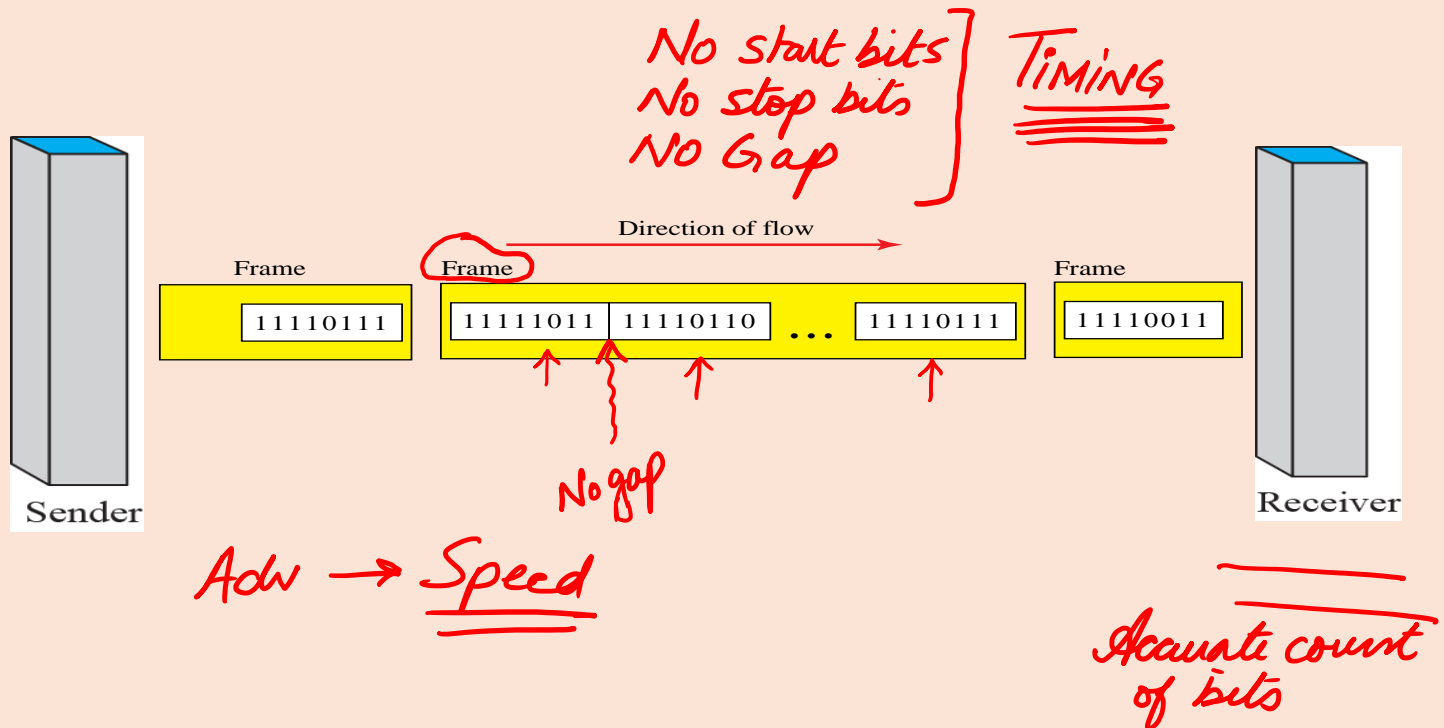 No start bits
No stop bits
No Gap
TIMING
Direction of flow
Frame
Frame
Frame
11110111
11111011
11110110
...
11110111
11110011
No gap
Sender
Receiver
Adv → Speed
Accurate count
of bits